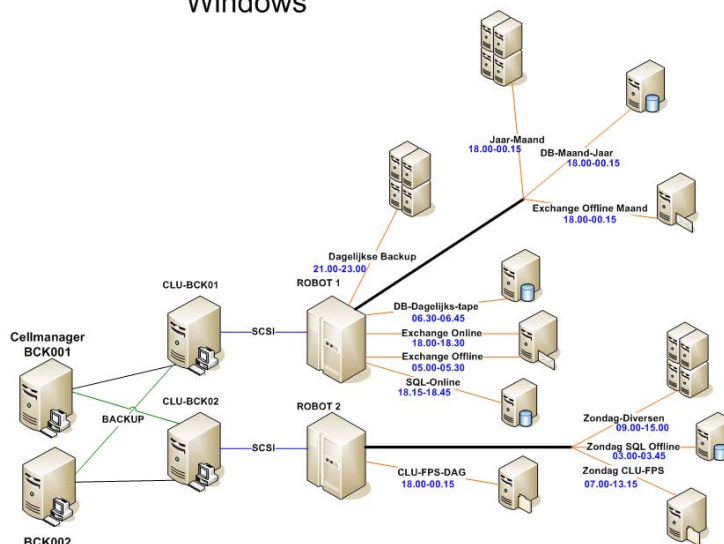 Windows
Jaar-Maand
18.00-00.15
DB-Maand-Jaar
18.00-00.15
Exchange Offline Maand
18.00-00.15
Dagelijkse Backup
21.00-23.00
CLU-BCK01
ROBOT 1
DB-Dagelijks-tape
06.30-06.45
SCSI
Exchange Online
18.00-18.30
Cellmanager
BCK001
Exchange Offline
05.00-05.30
SQL-Online
18.15-18.45
CLU-BCK02
ROBOT 2
BACKUP
Zondag-Diversen
09.00-15.00
SCSI
Zondag SQL Offline
03.00-03.45
CLU-FPS-DAG
18.00-00.15
Zondag CLU-FPS
07.00-13.15
BCK002